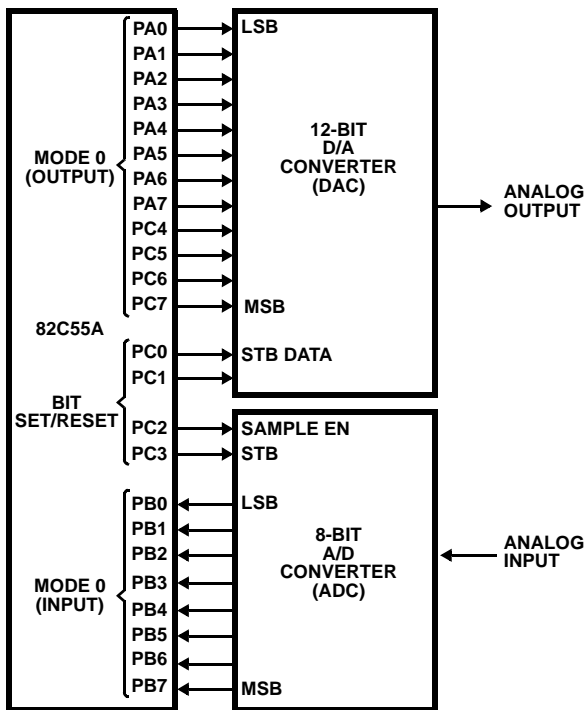 PA0
PA1
PA2
PA3
PA4
PA5
PA6
PA7
PC4
PC5
PC6
PC7
MODE 0
(OUTPUT)
82C55A
PC0
PC1
PC2
PC3
BIT
SET/RESET
PB0
PB1
PB2
PB3
PB4
PB5
PB6
PB7
MODE 0
(INPUT)
LSB
12-BIT
D/A
CONVERTER
(DAC)
MSB
STB DATA
ANALOG
OUTPUT
SAMPLE EN
STB
LSB
8-BIT
A/D
CONVERTER
(ADC)
MSB
ANALOG
INPUT